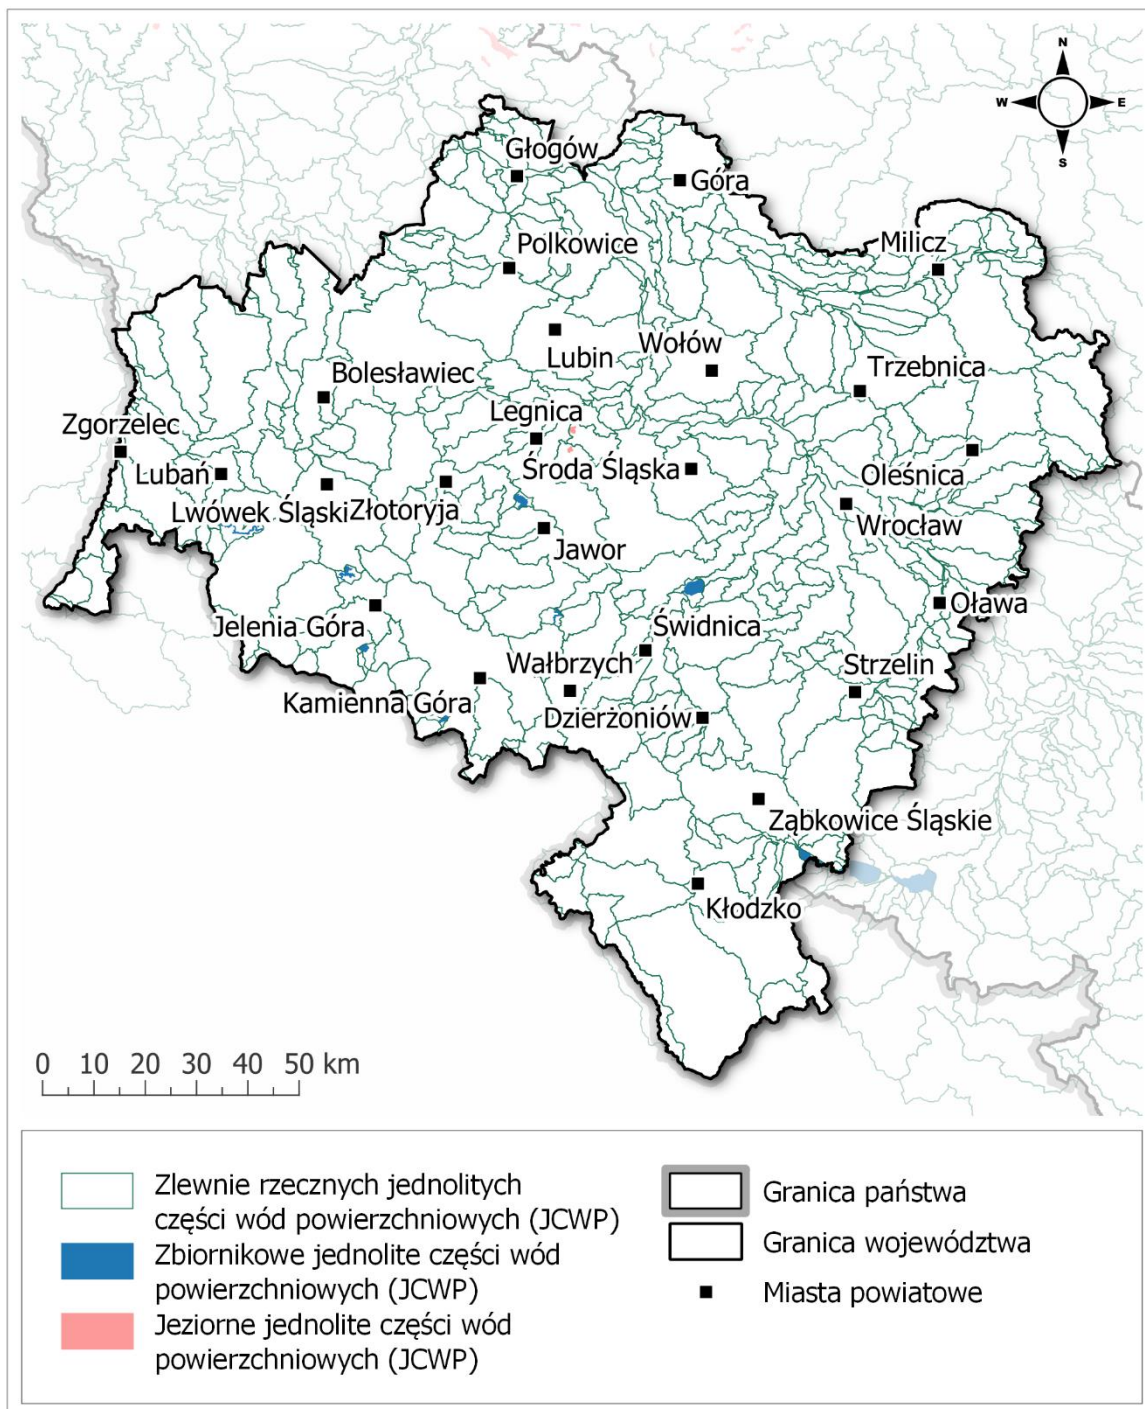 N
W
E
S
Głogów
Góra
Polkowice
Milicz
Lubin
Wołów
Bolesławiec
Trzebnica
Zgorzelec
Legnica
Lubań
Środa Śląska
Oleśnica
Lwówek Śląski
Złotoryja
Wrocław
Jawor
Oława
Jelenia Góra
Świdnica
Wałbrzych
Strzelin
Kamienna Góra
Dzierżoniów
Ząbkowice Śląskie
Kłodzko
0 10 20 30 40 50 km
Zlewnie rzecznych jednolitych
części wód powierzchniowych (JCWP)
Zbiornikowe jednolite części wód
powierzchniowych (JCWP)
Jeziorne jednolite części wód
powierzchniowych (JCWP)
Granica państwa
Granica województwa
Miasta powiatowe